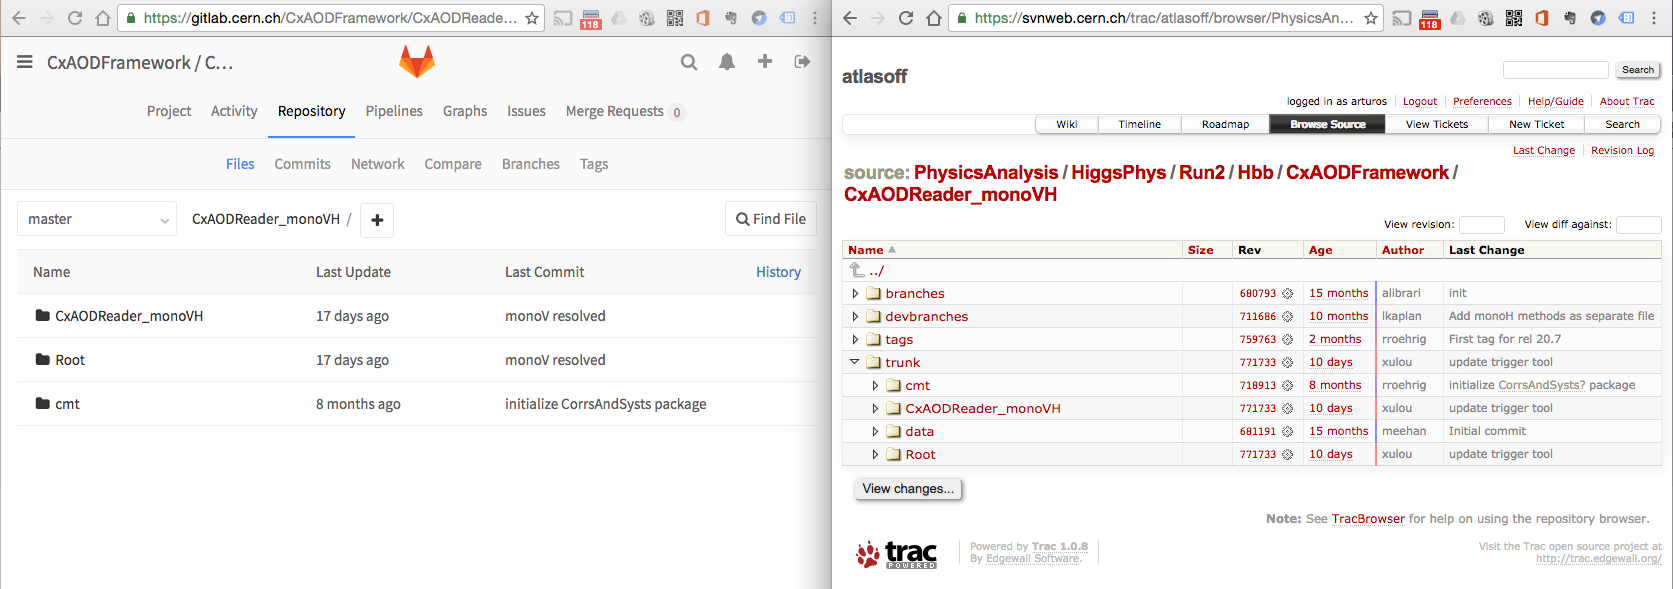 https://gitlab.cern.ch/CxAODFramework/CxAODReade...
118
CxAODFramework / C...
Project Activity Repository Pipelines Graphs Issues Merge Requests 0
Files Commits Network Compare Branches Tags
master CxAODReader_monoVH / + Find File
Name Last Update Last Commit History
CxAODReader_monoVH 17 days ago monoV resolved
Root 17 days ago monoV resolved
cmt 8 months ago initialize CorrsAndSysts package
https://svnweb.cern.ch/trac/atlasoff/browser/PhysicsAn...
118
atlasoff
Search
logged in as arturos Logout Preferences Help/Guide About Trac
Wiki Timeline Roadmap Browse Source View Tickets New Ticket Search
Last Change Revision Log
source: PhysicsAnalysis / HiggsPhys / Run2 / Hbb / CxAODFramework /
CxAODReader_monoVH
View revision: View diff against:
Name Size Rev Age Author Last Change
../
branches 680793 15 months alibrari init
devbranches 711686 10 months lkaplan Add monoH methods as separate file
tags 759763 2 months rroehrig First tag for rel 20.7
trunk 771733 10 days xulou update trigger tool
cmt 718913 8 months rroehrig initialize CorrsAndSysts? package
CxAODReader_monoVH 771733 10 days xulou update trigger tool
data 681191 15 months meehan Initial commit
Root 771733 10 days xulou update trigger tool
View changes...
Note: See TracBrowser for help on using the repository browser.
trac
POWERED
Powered by Trac 1.0.8
By Edgewall Software.
Visit the Trac open source project at
http://trac.edgewall.org/